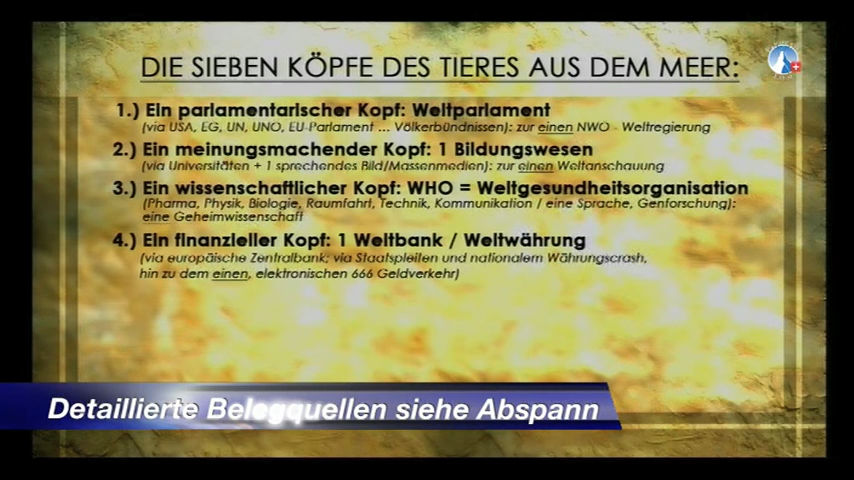 DIE SIEBEN KÖPFE DES TIERES AUS DEM MEER:
1.) Ein parlamentarischer Kopf: Weltparlament
(via USA, EG, UN, UNO, EU-Parlament ... Völkerbündnissen): zur einen NWO - Weltregierung
2.) Ein meinungsmachender Kopf: 1 Bildungswesen
(via Universitäten + 1 sprechendes Bild/Massenmedien): zur einen Weltanschauung
3.) Ein wissenschaftlicher Kopf: WHO = Weltgesundheitsorganisation
(Pharma, Physik, Biologie, Raumfahrt, Technik, Kommunikation / eine Sprache, Genforschung):
eine Geheimwissenschaft
4.) Ein finanzieller Kopf: 1 Weltbank / Weltwährung
(via europäische Zentralbank; via Staatspleiten und nationalem Währungscrash,
hin zu dem einen, elektronischen 666 Geldverkehr)
Detaillierte Belegquellen siehe Abspann